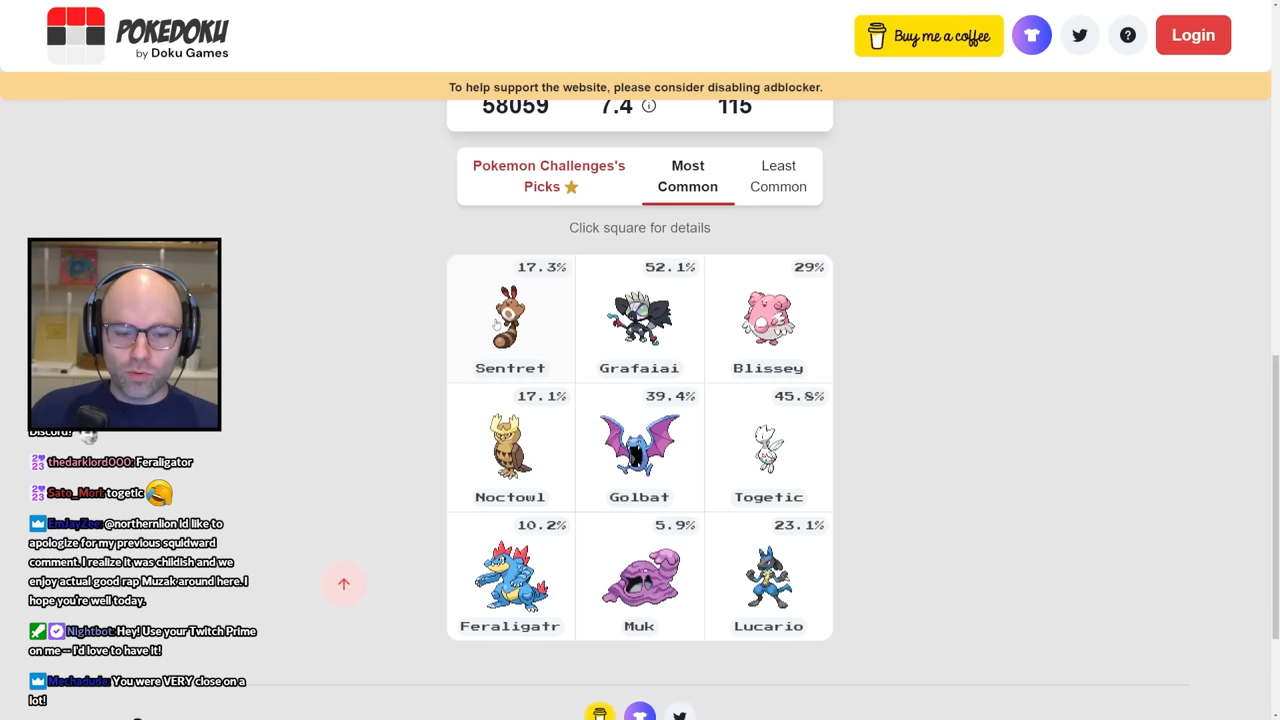 POKEDOKU
by Doku Games
Buy me a coffee
Login
To help support the website, please consider disabling adblocker.
58059 7.4 115
Pokemon Challenges's
Picks
Most
Common
Least
Common
Click square for details
17.3% 52.1% 29%
Sentret Grafaiai Blissey
17.1% 39.4% 45.8%
Noctowl Golbat Togetic
10.2% 5.9% 23.1%
Feraligatr Muk Lucario
Discord?
thedarklord000: Feraligator
Sato_Mori: togetic
EmJayZee: @northernlion id like to
apologize for my previous squidward
comment. I realize it was childish and we
enjoy actual good rap Muzak around here. I
hope you're well today.
Nightbot: Hey! Use your Twitch Prime
on me -- I'd love to have it!
Mechadude: You were VERY close on a
lot!